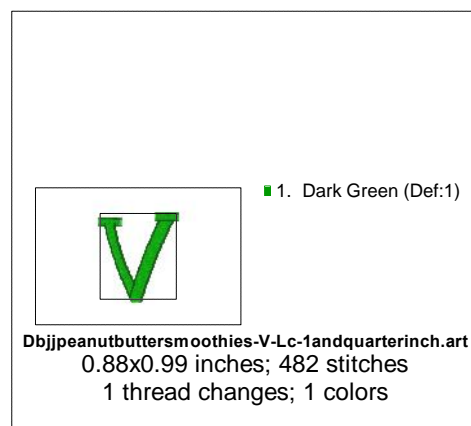 1. Dark Green (Def:1)
V
Dbjjpeanutbuttersmoothies-V-Lc-1andquarterinch.art
0.88x0.99 inches; 482 stitches
1 thread changes; 1 colors